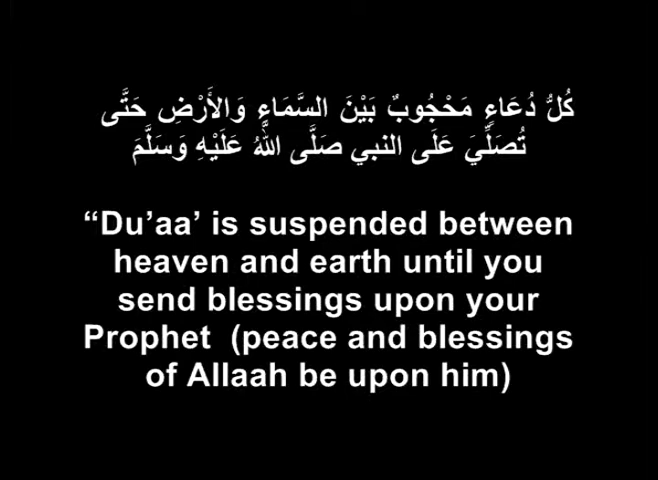 كُلُّ دُعَاءٍ مَحْجُوبٌ بَيْنَ السَّمَاءِ وَالأَرْضِ حَتَّى
تُصَلِّيَ عَلَى النبي صَلَّى اللهُ عَلَيْهِ وَسَلَّمَ
“Du’aa’ is suspended between
heaven and earth until you
send blessings upon your
Prophet (peace and blessings
of Allaah be upon him)